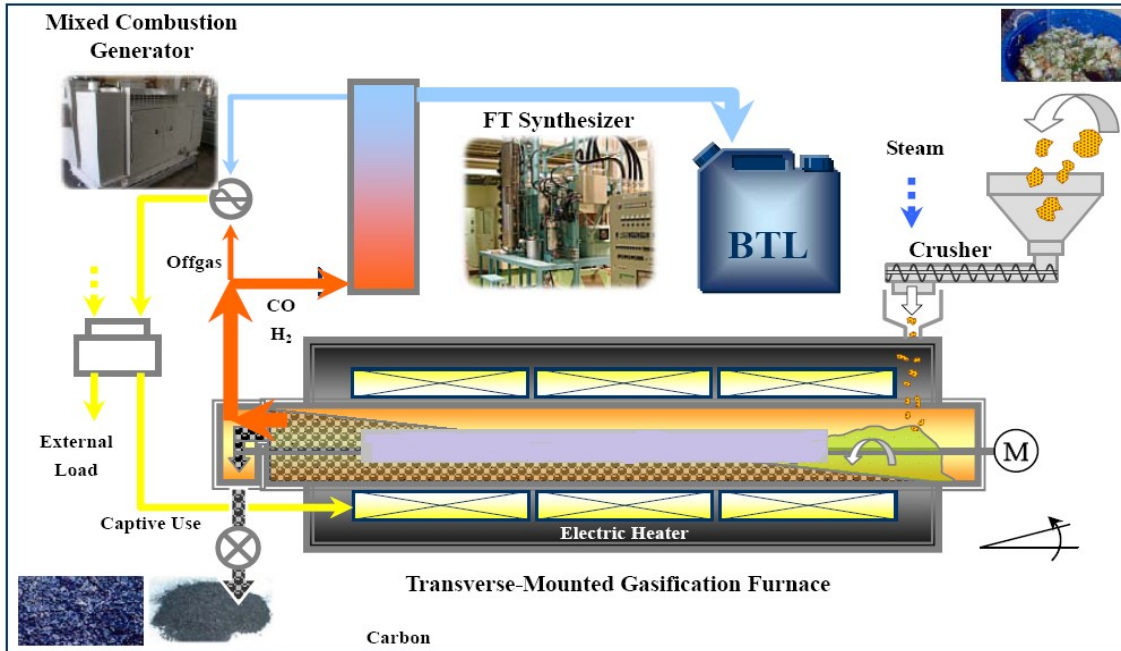 Mixed Combustion
Generator
FT Synthesizer
Steam
BTL
Crusher
Offgas
CO
H₂
External
Load
M
Captive Use
Electric Heater
Transverse-Mounted Gasification Furnace
Carbon